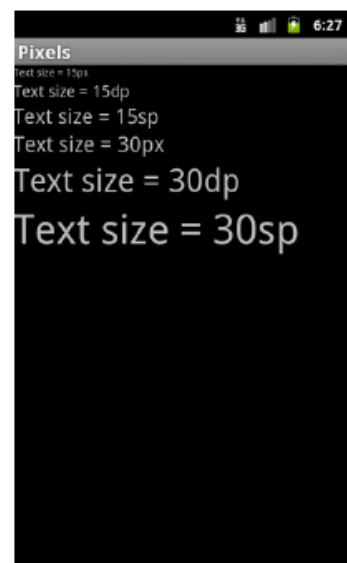 3G 6:27
Pixels
Text size = 15px
Text size = 15dp
Text size = 15sp
Text size = 30px
Text size = 30dp
Text size = 30sp